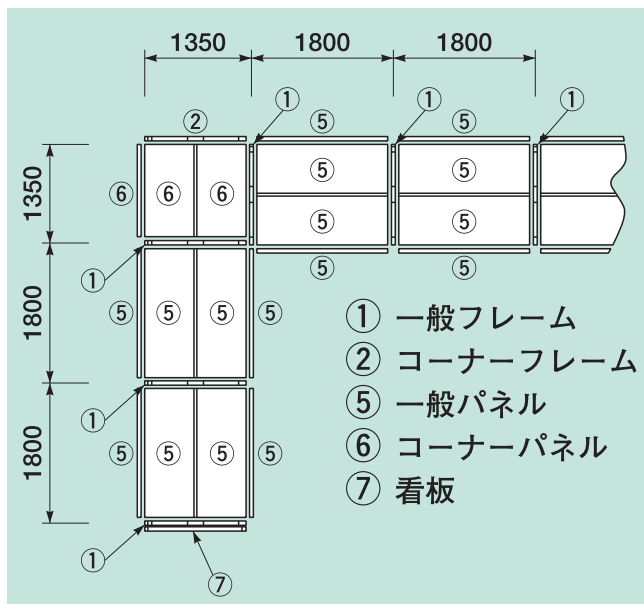 1350 1800 1800
① ① ①
② ⑤ ⑤
1350
⑥ ⑥ ⑥ ⑤ ⑤
⑤ ⑤
① ⑤ ⑤
1800
⑤ ⑤ ⑤ ⑤
① 一般フレーム
② コーナーフレーム
⑤ 一般パネル
⑥ コーナーパネル
⑦ 看板
①
1800
⑤ ⑤ ⑤ ⑤
①
⑦